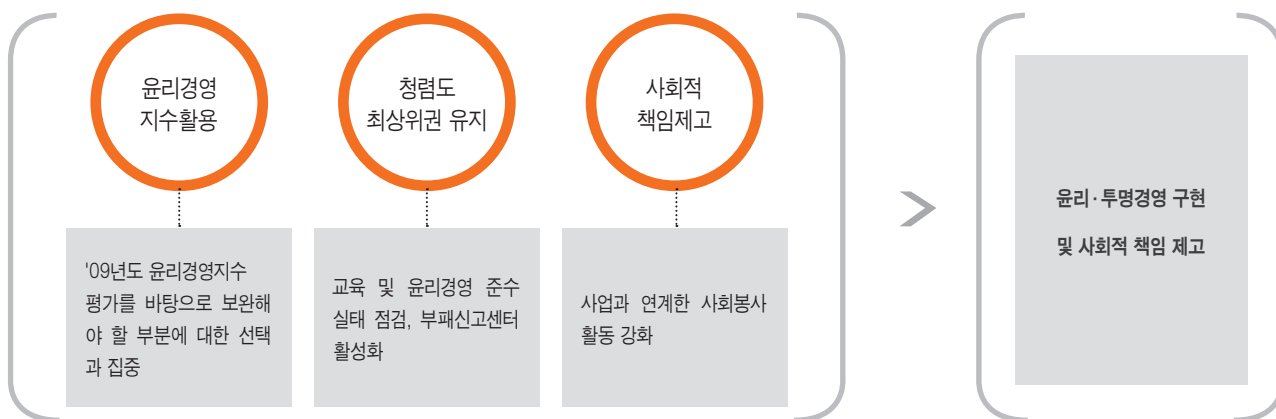 윤리경영
지수활용
청렴도
최상위권 유지
사회적
책임제고
'09년도 윤리경영지수
평가를 바탕으로 보완해
야 할 부분에 대한 선택
과 집중
교육 및 윤리경영 준수
실태 점검, 부패신고센터
활성화
사업과 연계한 사회봉사
활동 강화
윤리·투명경영 구현
및 사회적 책임 제고